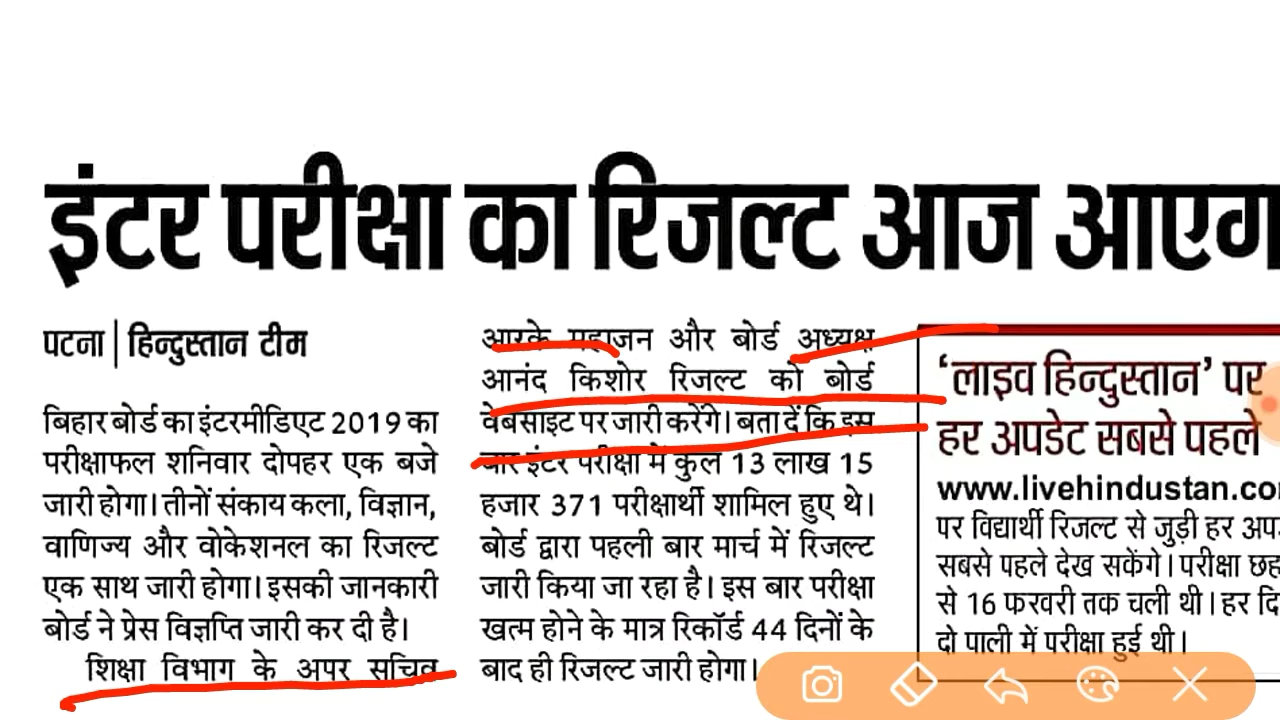 इंटर परीक्षा का रिजल्ट आज आएग
पटना | हिन्दुस्तान टीम
बिहार बोर्ड का इंटरमीडिएट 2019 का
परीक्षाफल शनिवार दोपहर एक बजे
जारी होगा। तीनों संकाय कला, विज्ञान,
वाणिज्य और वोकेशनल का रिजल्ट
एक साथ जारी होगा। इसकी जानकारी
बोर्ड ने प्रेस विज्ञप्ति जारी कर दी है।
शिक्षा विभाग के अपर सचिव
आरके महाजन और बोर्ड अध्यक्ष
आनंद किशोर रिजल्ट को बोर्ड
वेबसाइट पर जारी करेंगे। बता दें कि इस
बार इंटर परीक्षा में कुल 13 लाख 15
हजार 371 परीक्षार्थी शामिल हुए थे।
बोर्ड द्वारा पहली बार मार्च में रिजल्ट
जारी किया जा रहा है। इस बार परीक्षा
खत्म होने के मात्र रिकॉर्ड 44 दिनों के
बाद ही रिजल्ट जारी होगा।
‘लाइव हिन्दुस्तान’ पर
हर अपडेट सबसे पहले
www.livehindustan.co
पर विद्यार्थी रिजल्ट से जुड़ी हर अप
सबसे पहले देख सकेंगे। परीक्षा छह
से 16 फरवरी तक चली थी। हर दि
दो पाली में परीक्षा हुई थी।